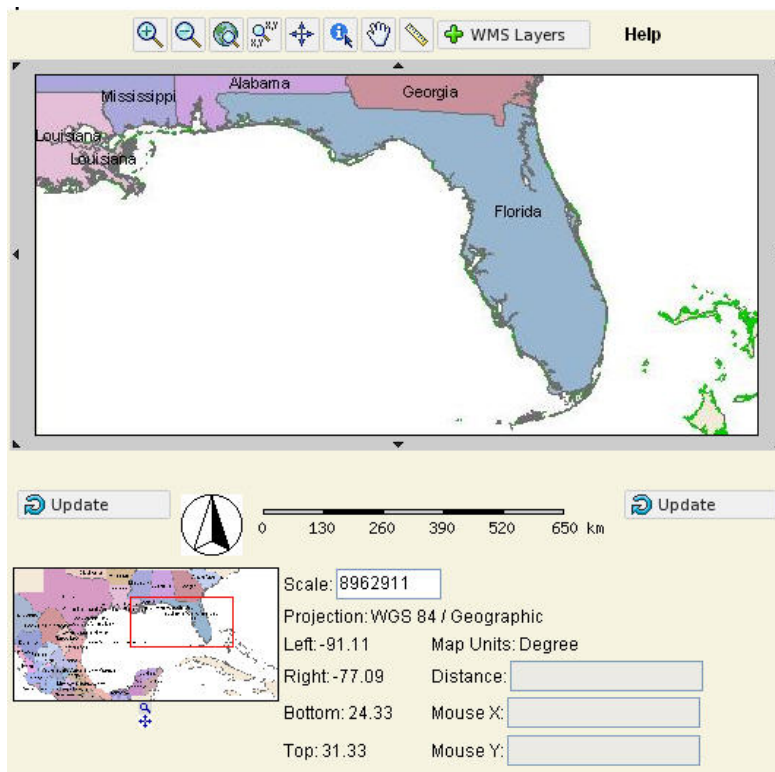 X,Y X,Y WMS Layers Help
Mississippi Alabama Georgia
Louisiana
Louisiana
Florida
Update Update
0 130 260 390 520 650 km
Scale: 8962911
Projection: WGS 84 / Geographic
Left: -91.11 Map Units: Degree
Right: -77.09 Distance:
Bottom: 24.33 Mouse X:
Top: 31.33 Mouse Y: